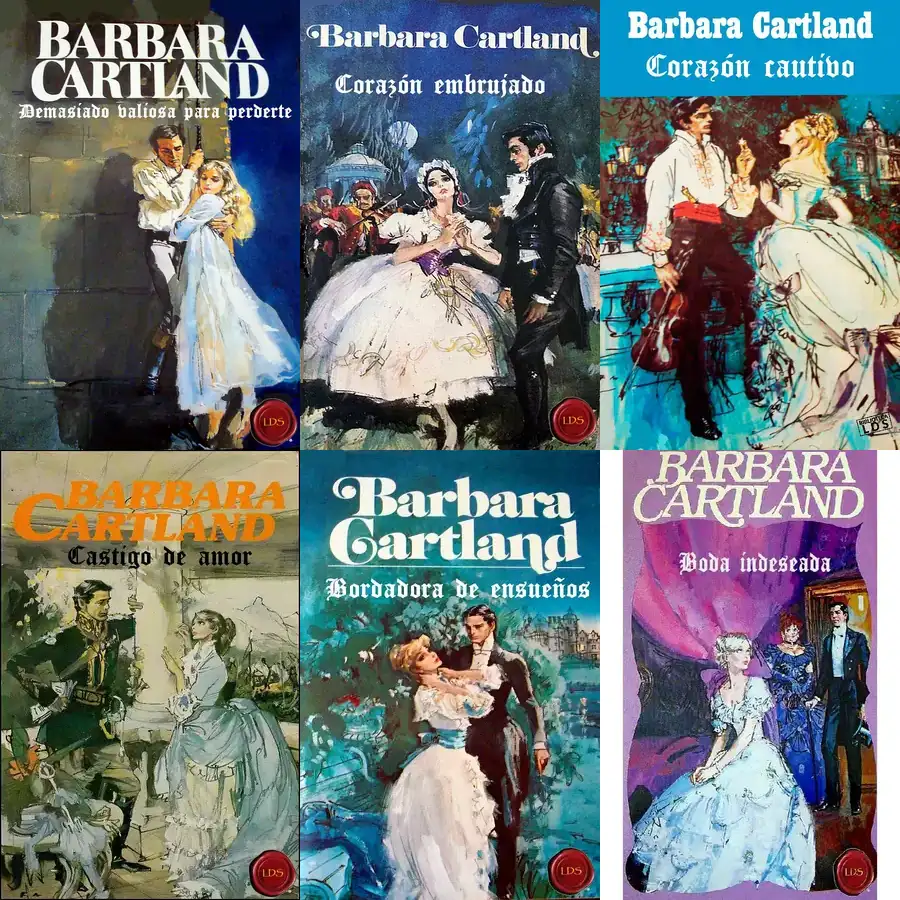 BARBARA
CARTLAND
Demasiado valiosa para perderte
LDS
Barbara Cartland
Corazón embrujado
LDS
Barbara Cartland
Corazón cautivo
LDS
BARBARA
CARTLAND
Castigo de amor
LDS
Barbara
Cartland
Bordadora de ensueños
LDS
BARBARA
CARTLAND
Boda indeseada
LDS